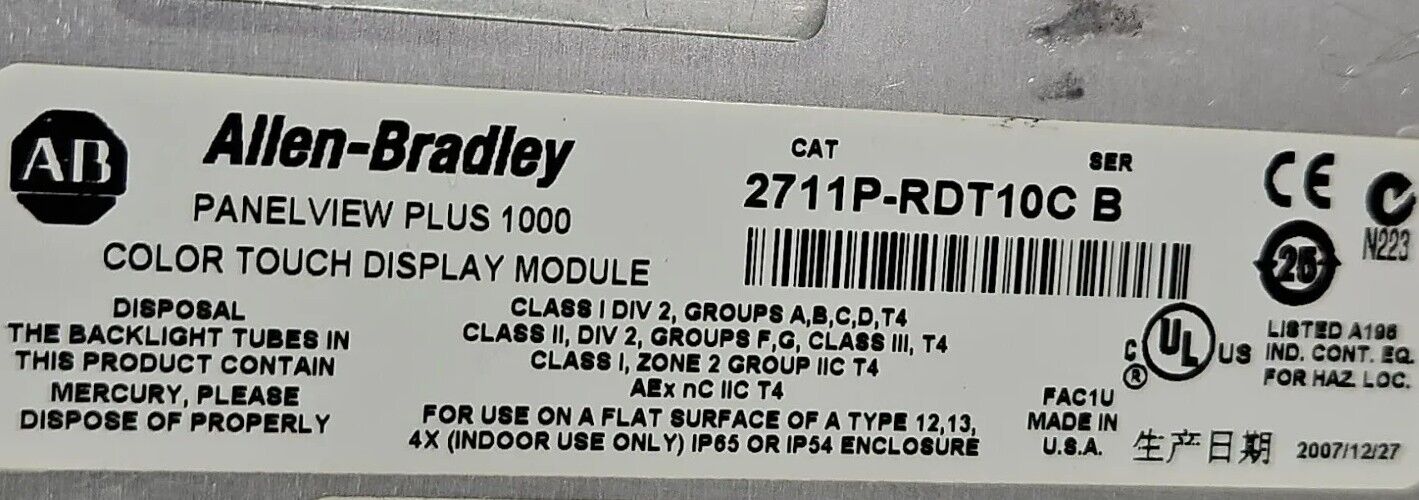 AB
Allen-Bradley
PANELVIEW PLUS 1000
COLOR TOUCH DISPLAY MODULE
DISPOSAL
THE BACKLIGHT TUBES IN
THIS PRODUCT CONTAIN
MERCURY, PLEASE
DISPOSE OF PROPERLY
CAT SER
2711P-RDT10C B
CLASS I DIV 2, GROUPS A,B,C,D,T4
CLASS II, DIV 2, GROUPS F,G, CLASS III, T4
CLASS I, ZONE 2 GROUP IIC T4
AEx nC IIC T4
FOR USE ON A FLAT SURFACE OF A TYPE 12,13,
4X (INDOOR USE ONLY) IP65 OR IP54 ENCLOSURE
CE
N223
25
C UL US
®
LISTED A196
IND. CONT. EQ.
FOR HAZ. LOC.
FAC1U
MADE IN
U.S.A.
生产日期 2007/12/27